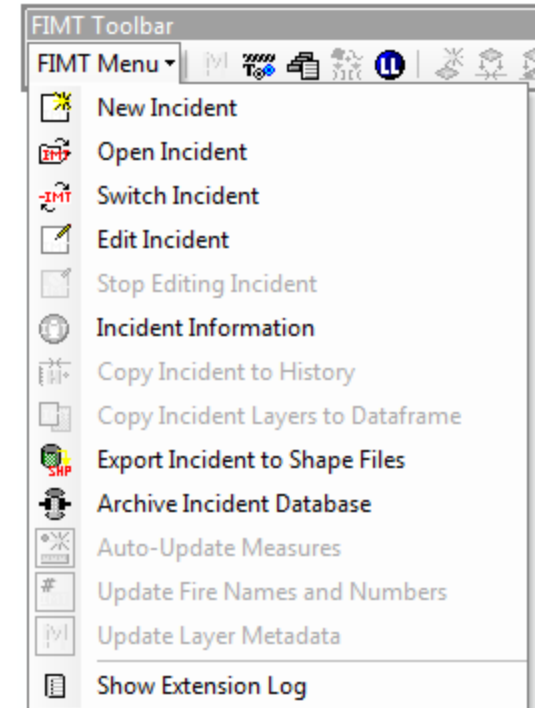 FIMT Toolbar
FIMT Menu
LL
New Incident
Open Incident
Switch Incident
Edit Incident
Stop Editing Incident
Incident Information
Copy Incident to History
Copy Incident Layers to Dataframe
SHP Export Incident to Shape Files
Archive Incident Database
Auto-Update Measures
# Update Fire Names and Numbers
Update Layer Metadata
Show Extension Log